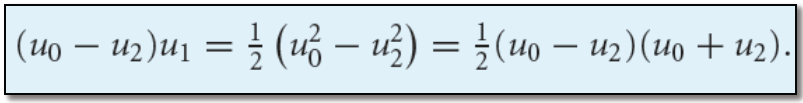 (u₀ − u₂)u₁ = ½ (u₀² − u₂²) = ½(u₀ − u₂)(u₀ + u₂).